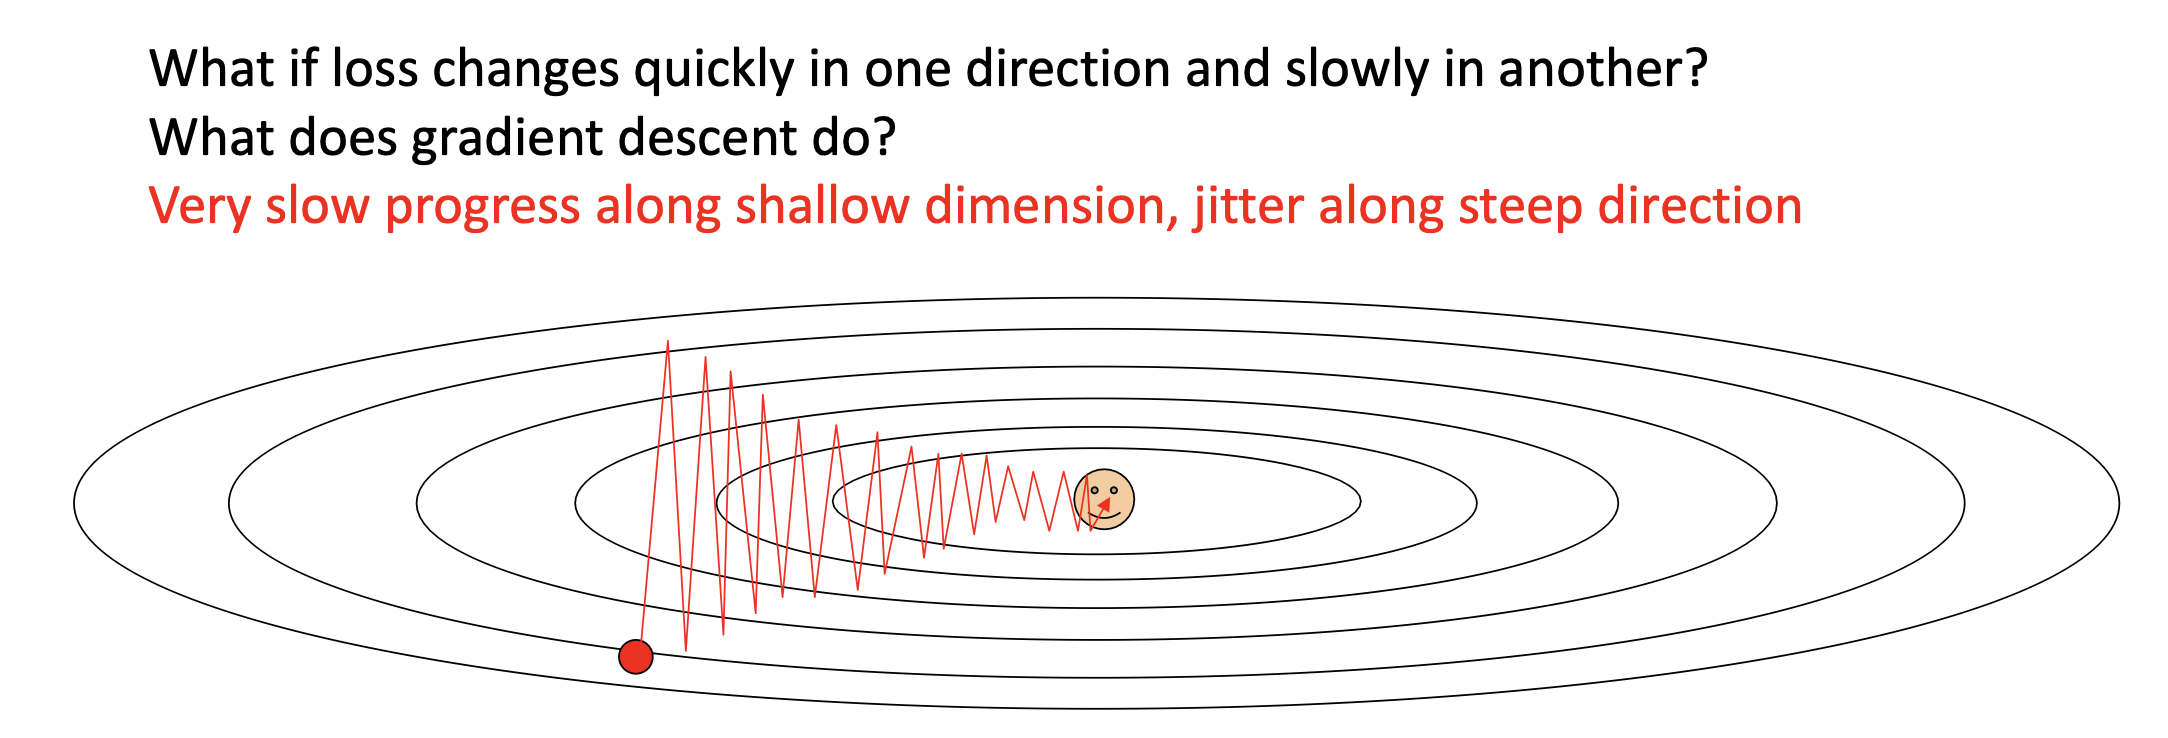 What if loss changes quickly in one direction and slowly in another?
What does gradient descent do?
Very slow progress along shallow dimension, jitter along steep direction